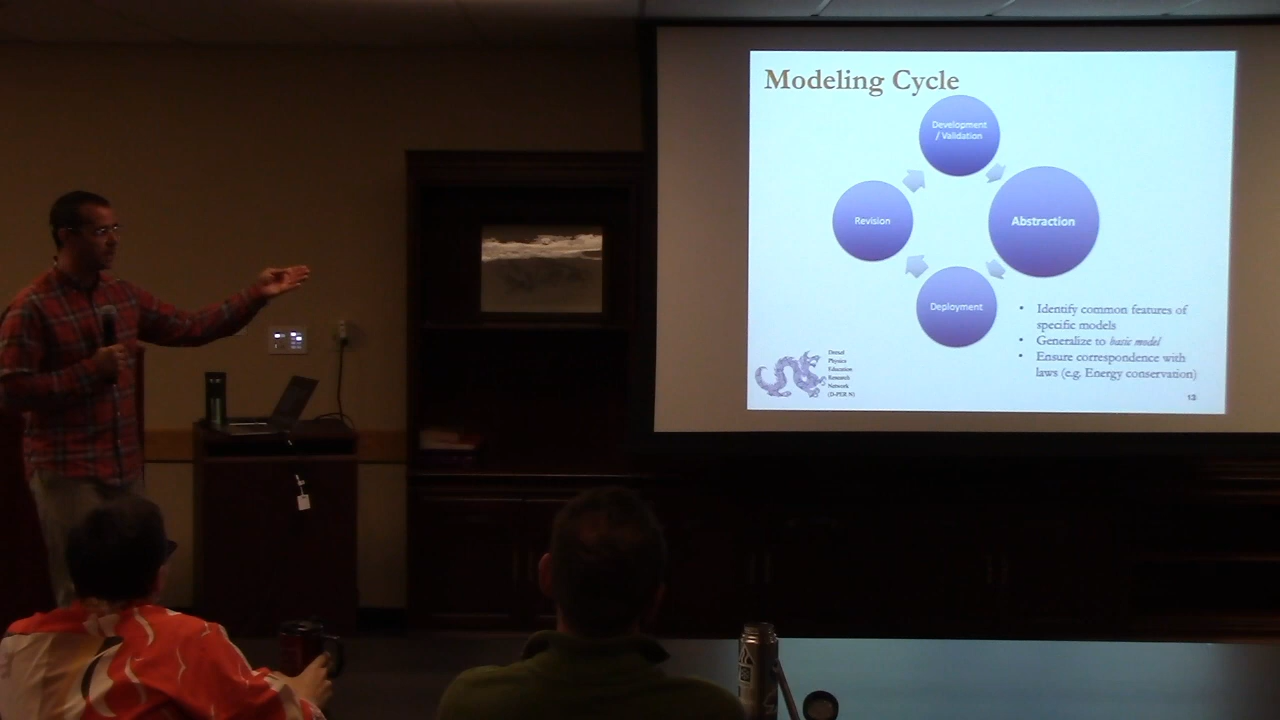 Modeling Cycle
Development
/ Validation
Abstraction
Revision
Deployment
• Identify common features of
specific models
• Generalize to basic model
• Ensure correspondence with
laws (e.g. Energy conservation)
Drexel
Physics
Education
Research
Network
(D-PER N)
13